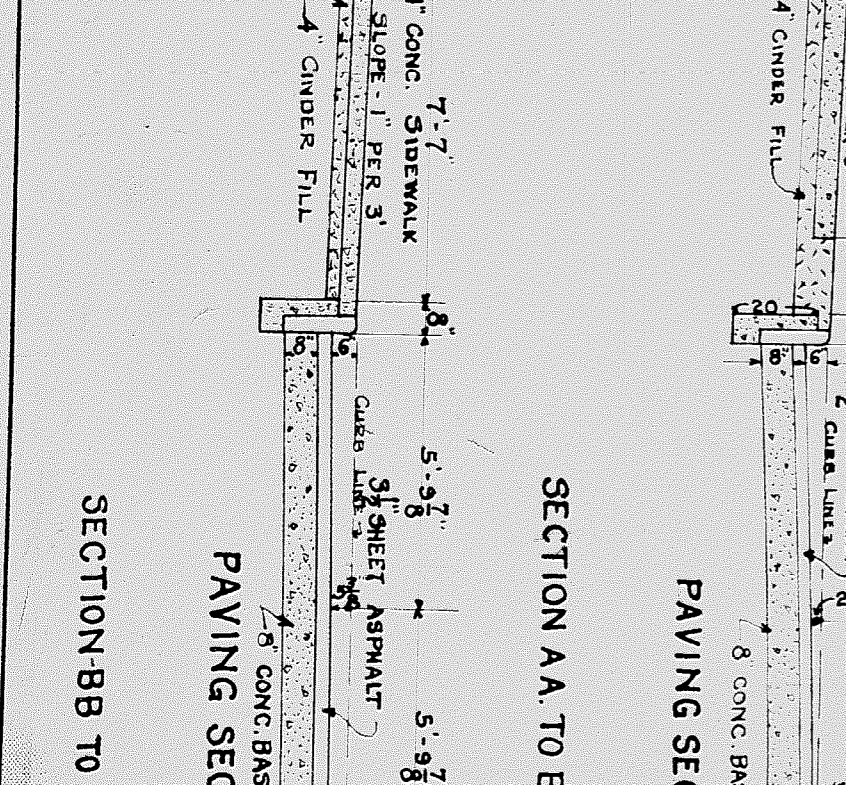 4" CINDER FILL
20
8"
6
CURB LINE
2
8" CONC. BA
PAVING SEC
SECTION A A. TO
7'-7"
8"
5'-9 7/8"
5'-9 7/8"
" CONC. SIDEWALK
SLOPE - 1" PER 3'
4" CINDER FILL
8"
6
CURB LINE
3 1/2" SHEET ASPHALT
8" CONC. BAS
PAVING SEC
SECTION-BB TO